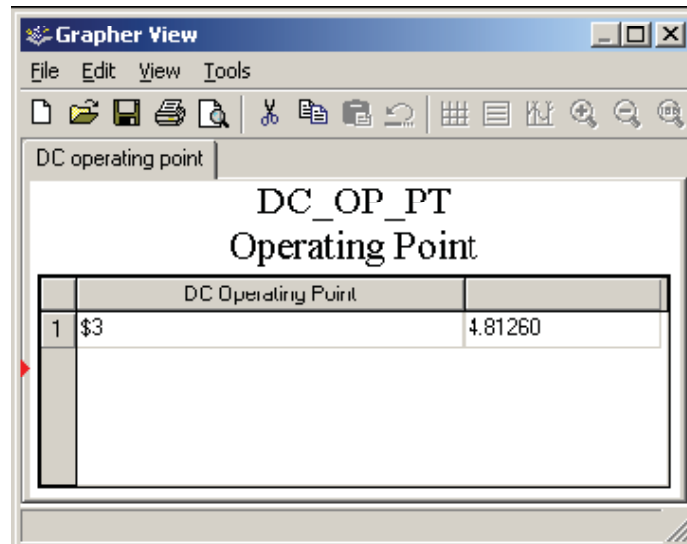 Grapher View
File Edit View Tools
DC operating point
DC_OP_PT
Operating Point
DC Operating Point
1 $3 4.81260